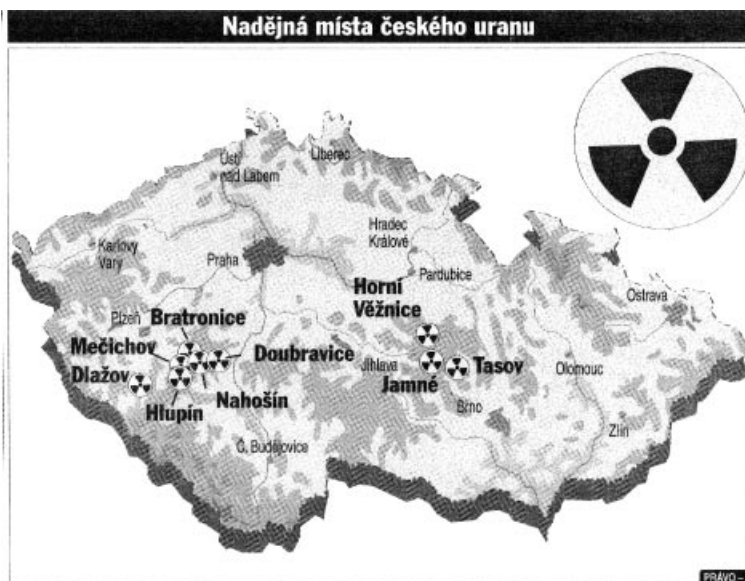 Nadějná místa českého uranu
Ústí
nad Labem
Liberec
Hradec
Králové
Karlovy
Vary
Praha
Pardubice
Horní
Věžnice
Ostrava
Plzeň
Bratronice
Mečichov
Doubravice
Dlažov
Nahošín
Hlupín
Jihlava
Jamné
Tasov
Olomouc
Brno
Zlín
Č. Budějovice
PRÁVO –